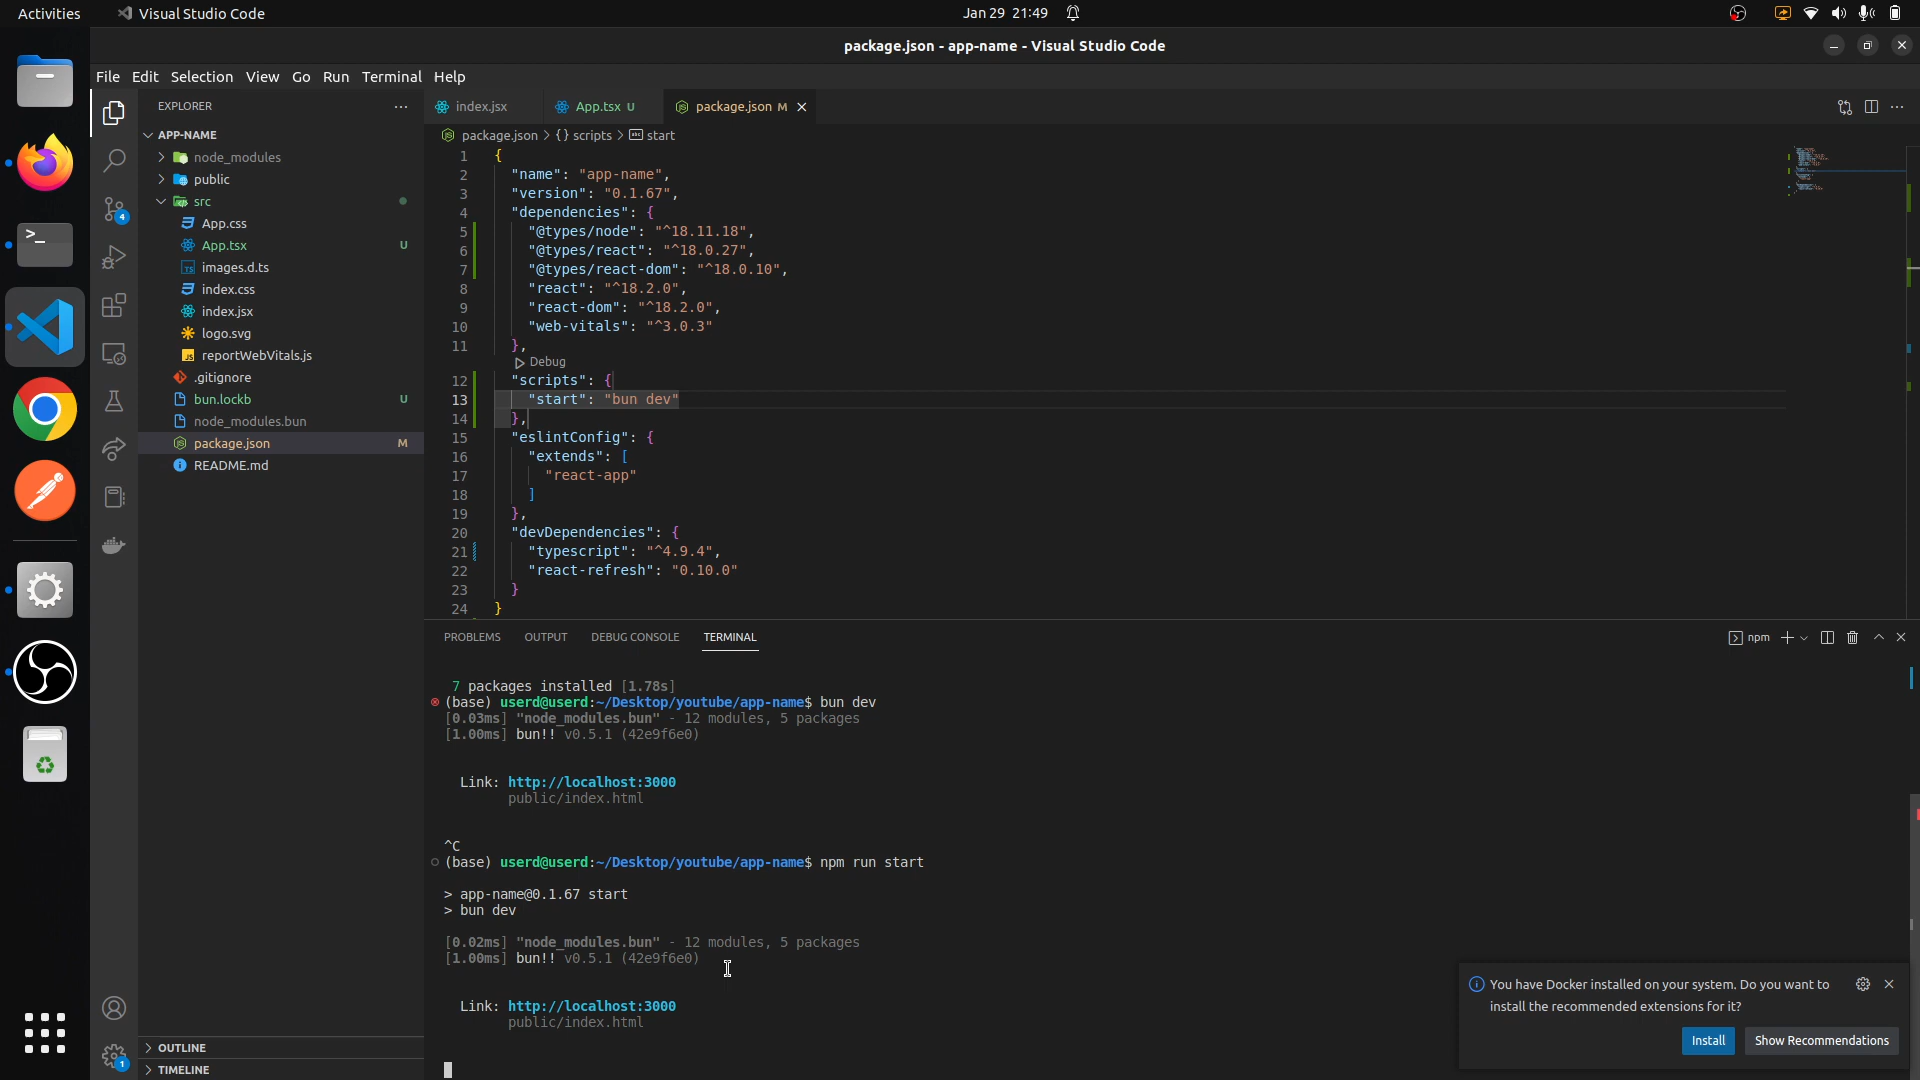 Activities
Visual Studio Code
Jan 29 21:49
package.json - app-name - Visual Studio Code
File Edit Selection View Go Run Terminal Help
EXPLORER
APP-NAME
node_modules
public
src
App.css
App.tsx U
images.d.ts
index.css
index.jsx
logo.svg
reportWebVitals.js
.gitignore
bun.lockb U
node_modules.bun
package.json M
README.md
OUTLINE
TIMELINE
4
1
index.jsx
App.tsx U
package.json M
package.json > {} scripts > start
1 {
2 "name": "app-name",
3 "version": "0.1.67",
4 "dependencies": {
5 "@types/node": "^18.11.18",
6 "@types/react": "^18.0.27",
7 "@types/react-dom": "^18.0.10",
8 "react": "^18.2.0",
9 "react-dom": "^18.2.0",
10 "web-vitals": "^3.0.3"
11 },
Debug
12 "scripts": {
13 "start": "bun dev"
14 },
15 "eslintConfig": {
16 "extends": [
17 "react-app"
18 ]
19 },
20 "devDependencies": {
21 "typescript": "^4.9.4",
22 "react-refresh": "0.10.0"
23 }
24 }
PROBLEMS OUTPUT DEBUG CONSOLE TERMINAL
npm
7 packages installed [1.78s]
(base) userd@userd:~/Desktop/youtube/app-name$ bun dev
[0.03ms] "node_modules.bun" - 12 modules, 5 packages
[1.00ms] bun!! v0.5.1 (42e9f6e0)
Link: http://localhost:3000
public/index.html
^C
(base) userd@userd:~/Desktop/youtube/app-name$ npm run start
> app-name@0.1.67 start
> bun dev
[0.02ms] "node_modules.bun" - 12 modules, 5 packages
[1.00ms] bun!! v0.5.1 (42e9f6e0)
Link: http://localhost:3000
public/index.html
You have Docker installed on your system. Do you want to
install the recommended extensions for it?
Install
Show Recommendations